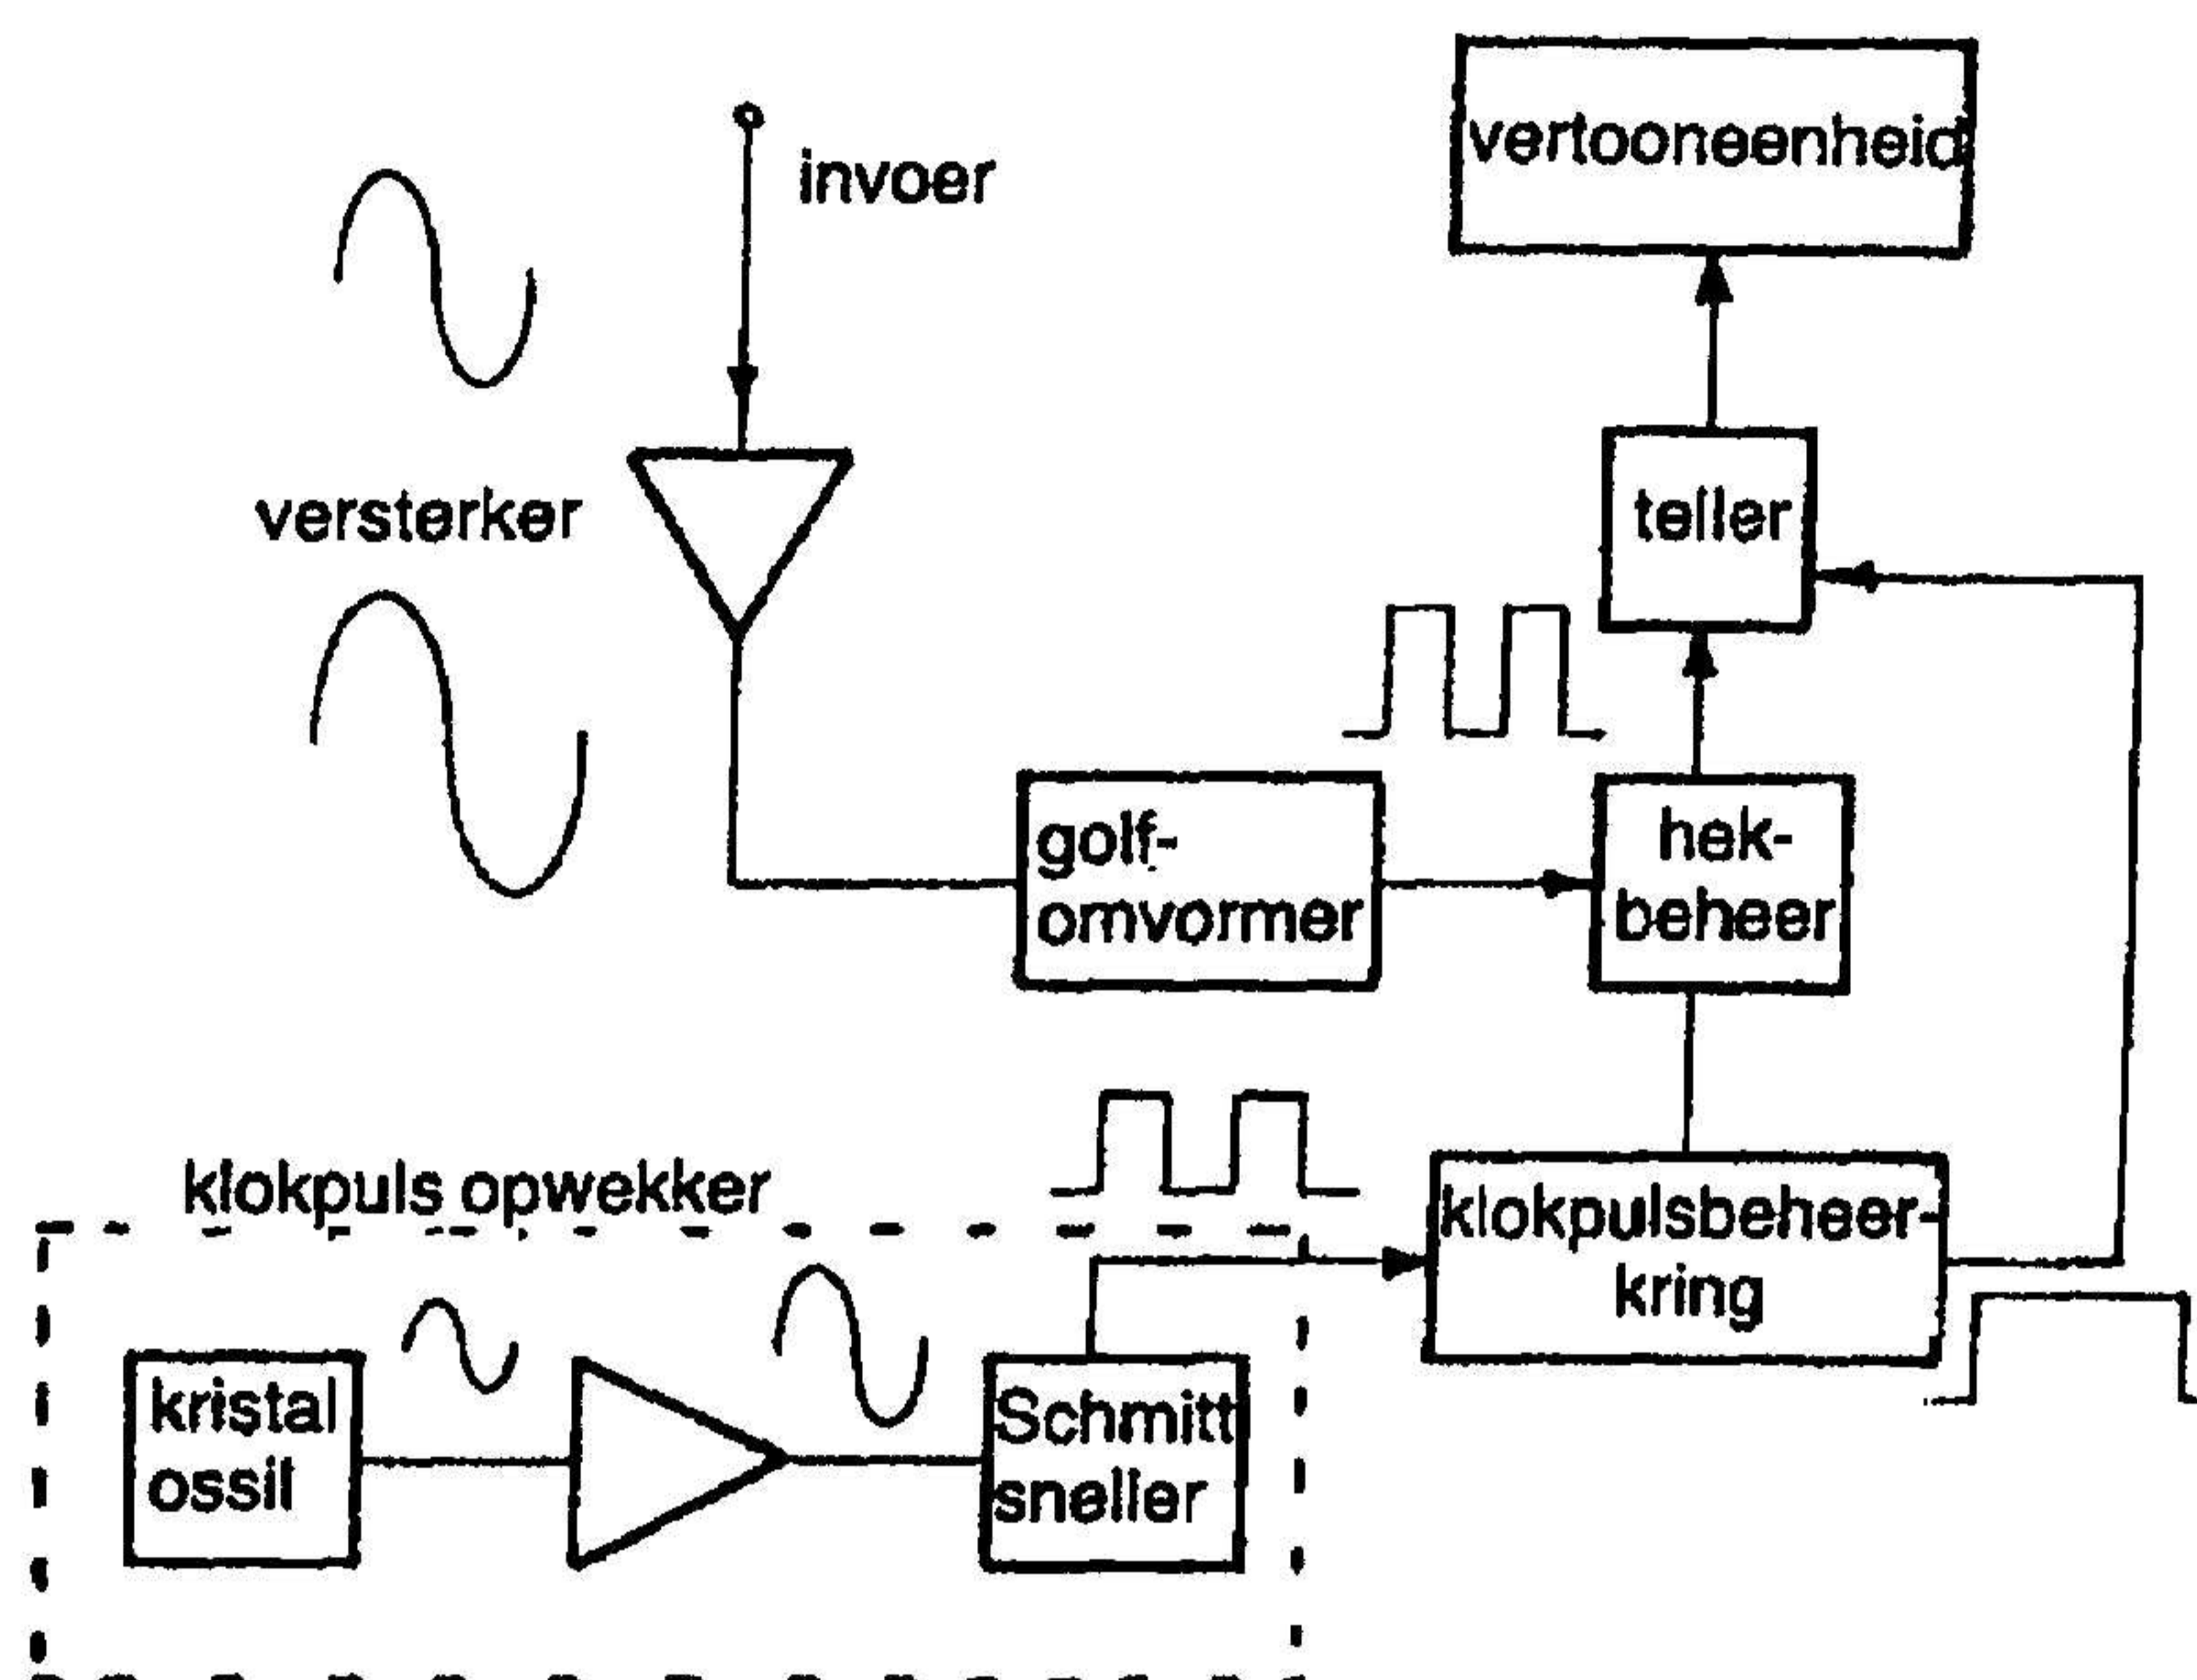 invoer
vertooneenheid
versterker
teller
golf-
omvormer
hek-
beheer
klokpuls opwekker
klokpulsbeheer-
kring
kristal
ossil
Schmitt
sneller